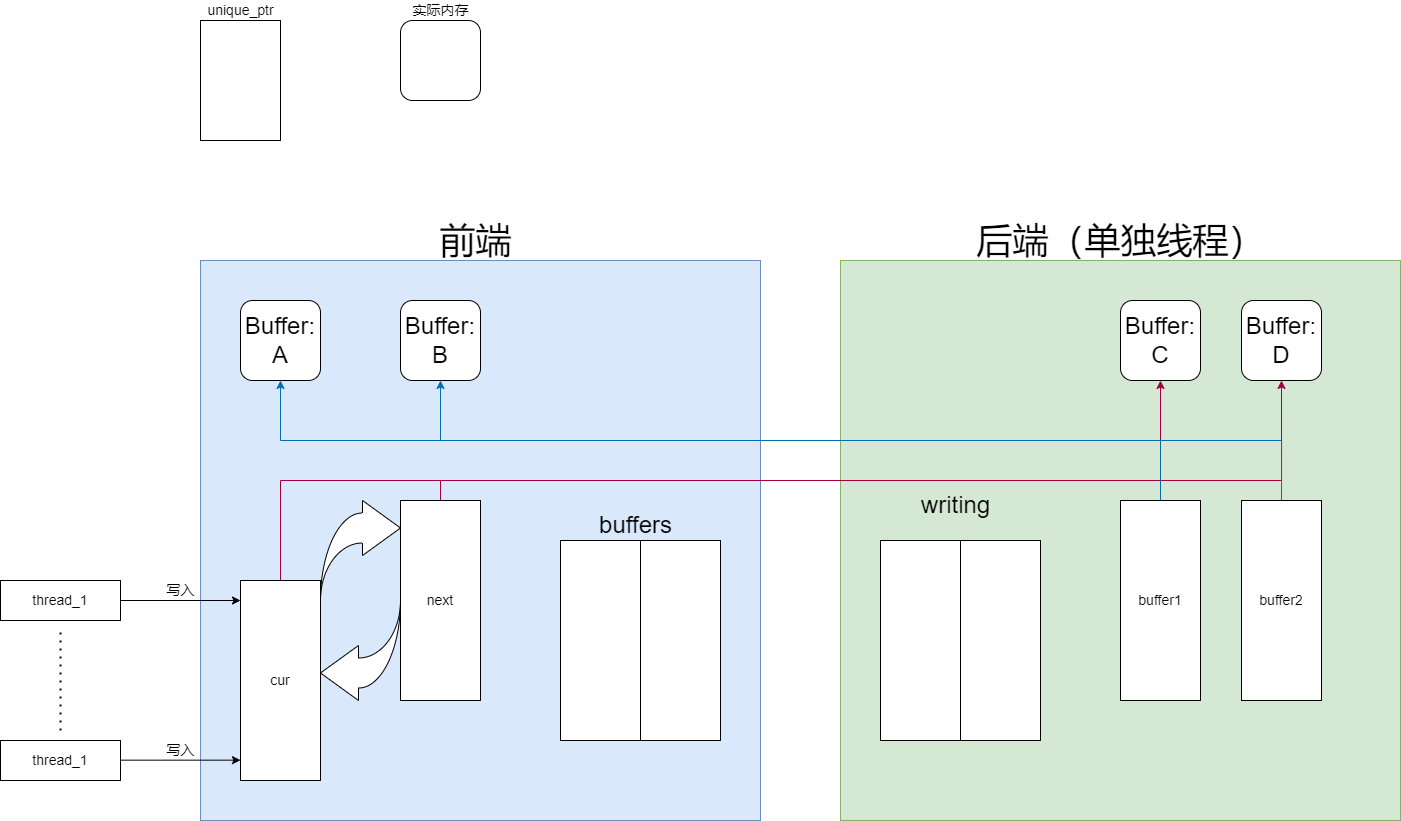 unique_ptr
实际内存
前端
后端（单独线程）
Buffer:
A
Buffer:
B
Buffer:
C
Buffer:
D
writing
buffers
thread_1
写入
next
buffer1
buffer2
cur
thread_1
写入